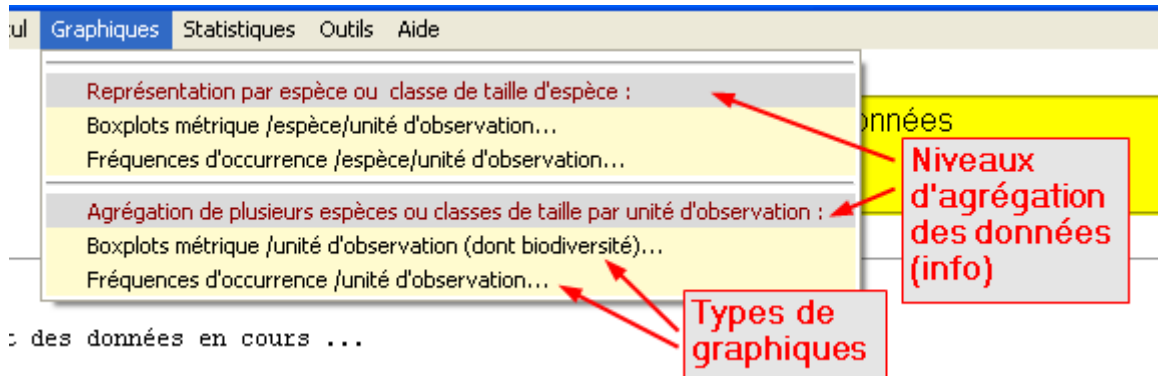 ul Graphiques Statistiques Outils Aide
Représentation par espèce ou classe de taille d'espèce :
Boxplots métrique /espèce/unité d'observation...
Fréquences d'occurrence /espèce/unité d'observation...
onnées
Agrégation de plusieurs espèces ou classes de taille par unité d'observation :
Boxplots métrique /unité d'observation (dont biodiversité)...
Fréquences d'occurrence /unité d'observation...
Niveaux
d'agrégation
des données
(info)
Types de
graphiques
t des données en cours ...